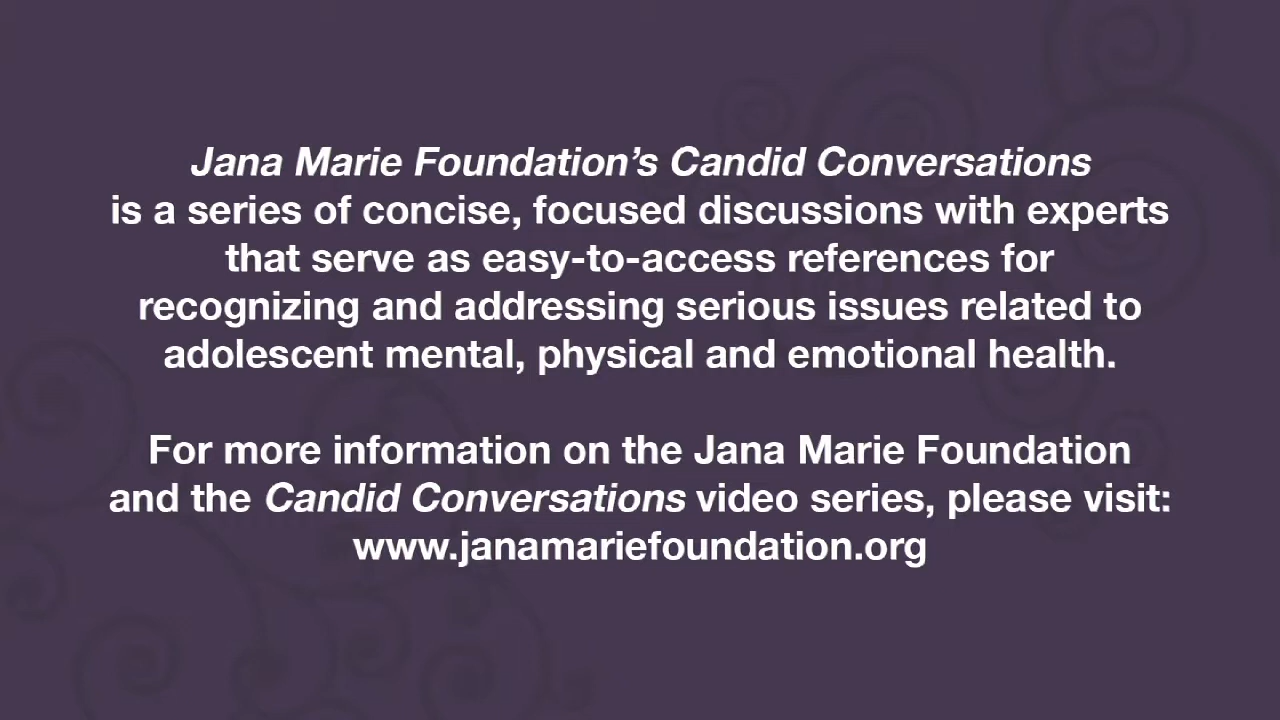 Jana Marie Foundation’s Candid Conversations
is a series of concise, focused discussions with experts
that serve as easy-to-access references for
recognizing and addressing serious issues related to
adolescent mental, physical and emotional health.
For more information on the Jana Marie Foundation
and the Candid Conversations video series, please visit:
www.janamariefoundation.org